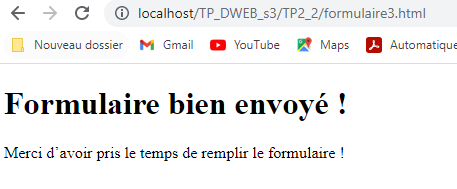 localhost/TP_DWEB_s3/TP2_2/formulaire3.html
Nouveau dossier Gmail YouTube Maps Automatique
Formulaire bien envoyé !
Merci d’avoir pris le temps de remplir le formulaire !